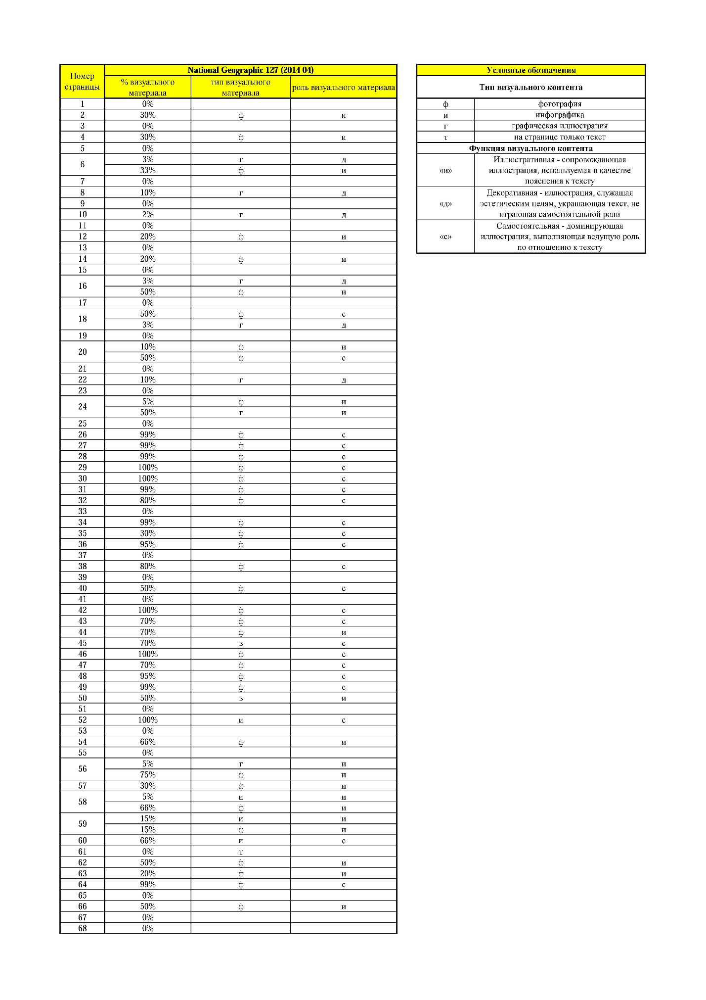 Номер
страницы
National Geographic 127 (2014 04)
% визуального
материала
тип визуального
материала
роль визуального материала
1 0%
2 30% ф и
3 0%
4 30% ф и
5 0%
6 3% г д
33% ф и
7 0%
8 10% г д
9 0%
10 2% г д
11 0%
12 20% ф и
13 0%
14 20% ф и
15 0%
16 3% г д
50% ф и
17 0%
18 50% ф с
3% г д
19 0%
20 10% ф и
50% ф с
21 0%
22 10% г д
23 0%
24 5% ф и
50% г и
25 0%
26 99% ф с
27 99% ф с
28 99% ф с
29 100% ф с
30 100% ф с
31 99% ф с
32 80% ф с
33 0%
34 99% ф с
35 30% ф с
36 95% ф с
37 0%
38 80% ф с
39 0%
40 50% ф с
41 0%
42 100% ф с
43 70% ф с
44 70% ф и
45 70% в с
46 100% ф с
47 70% ф с
48 95% ф с
49 99% ф с
50 50% в и
51 0%
52 100% и с
53 0%
54 66% ф и
55 0%
56 5% г и
75% ф и
57 30% ф и
58 5% и и
66% ф и
59 15% и и
15% ф и
60 66% и с
61 0% т
62 50% ф и
63 20% ф и
64 99% ф с
65 0%
66 50% ф и
67 0%
68 0%
Условные обозначения
Тип визуального контента
ф фотография
и инфографика
г графическая иллюстрация
т на странице только текст
Функция визуального контента
«и» Иллюстративная - сопровождающая
иллюстрация, используемая в качестве
пояснения к тексту
«д» Декоративная - иллюстрация, служащая
эстетическим целям, украшающая текст, не
играющая самостоятельной роли
«с» Самостоятельная - доминирующая
иллюстрация, выполняющая ведущую роль
по отношению к тексту